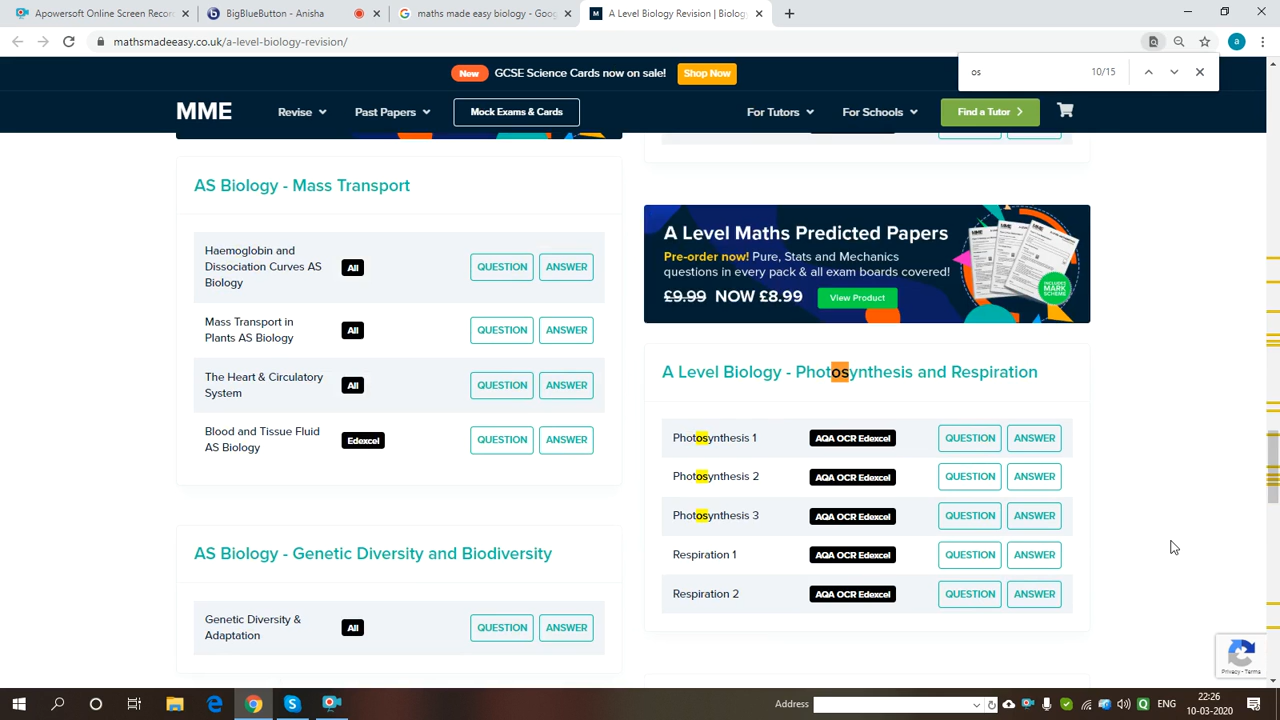 Apowersoft Online Screen Record
BigBlueButton - Anisha
maths made easy biology - Goog
A Level Biology Revision | Biology
mathsmadeeasy.co.uk/a-level-biology-revision/
a
os
10/15
New
GCSE Science Cards now on sale!
Shop Now
MME
Revise
Past Papers
Mock Exams & Cards
For Tutors
For Schools
Find a Tutor
AS Biology - Mass Transport
Haemoglobin and
Dissociation Curves AS
Biology
All
QUESTION
ANSWER
Mass Transport in
Plants AS Biology
All
QUESTION
ANSWER
The Heart & Circulatory
System
All
QUESTION
ANSWER
Blood and Tissue Fluid
AS Biology
Edexcel
QUESTION
ANSWER
AS Biology - Genetic Diversity and Biodiversity
Genetic Diversity &
Adaptation
All
QUESTION
ANSWER
A Level Maths Predicted Papers
Pre-order now! Pure, Stats and Mechanics
questions in every pack & all exam boards covered!
£9.99 NOW £8.99
View Product
INCLUDES
MARK
SCHEME
A Level Biology - Photosynthesis and Respiration
Photosynthesis 1
AQA OCR Edexcel
QUESTION
ANSWER
Photosynthesis 2
AQA OCR Edexcel
QUESTION
ANSWER
Photosynthesis 3
AQA OCR Edexcel
QUESTION
ANSWER
Respiration 1
AQA OCR Edexcel
QUESTION
ANSWER
Respiration 2
AQA OCR Edexcel
QUESTION
ANSWER
Privacy - Terms
Address
ENG
22:26
10-03-2020